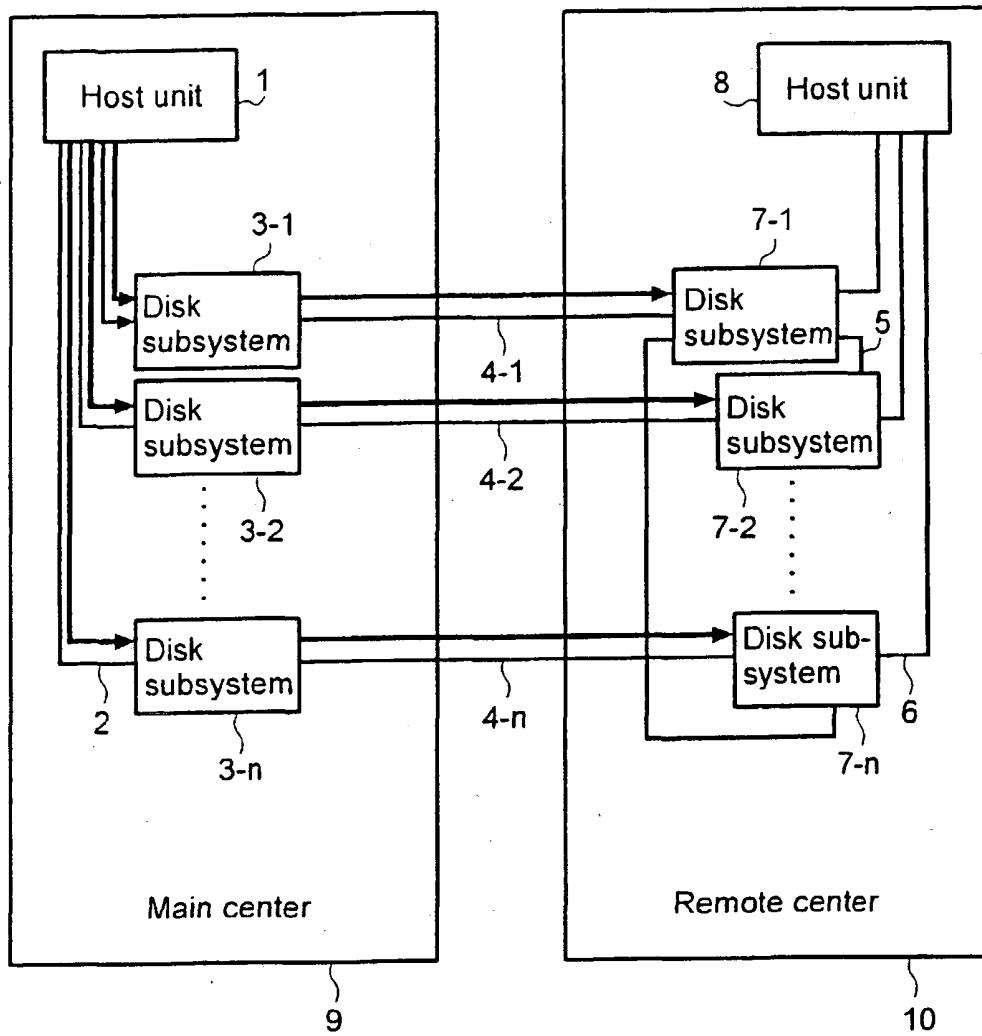 Host unit
1
8
Host unit
3-1
7-1
Disk
subsystem
Disk
subsystem
5
4-1
Disk
subsystem
Disk
subsystem
4-2
3-2
7-2
Disk
subsystem
Disk sub-
system
2
4-n
6
3-n
7-n
Main center
Remote center
9
10